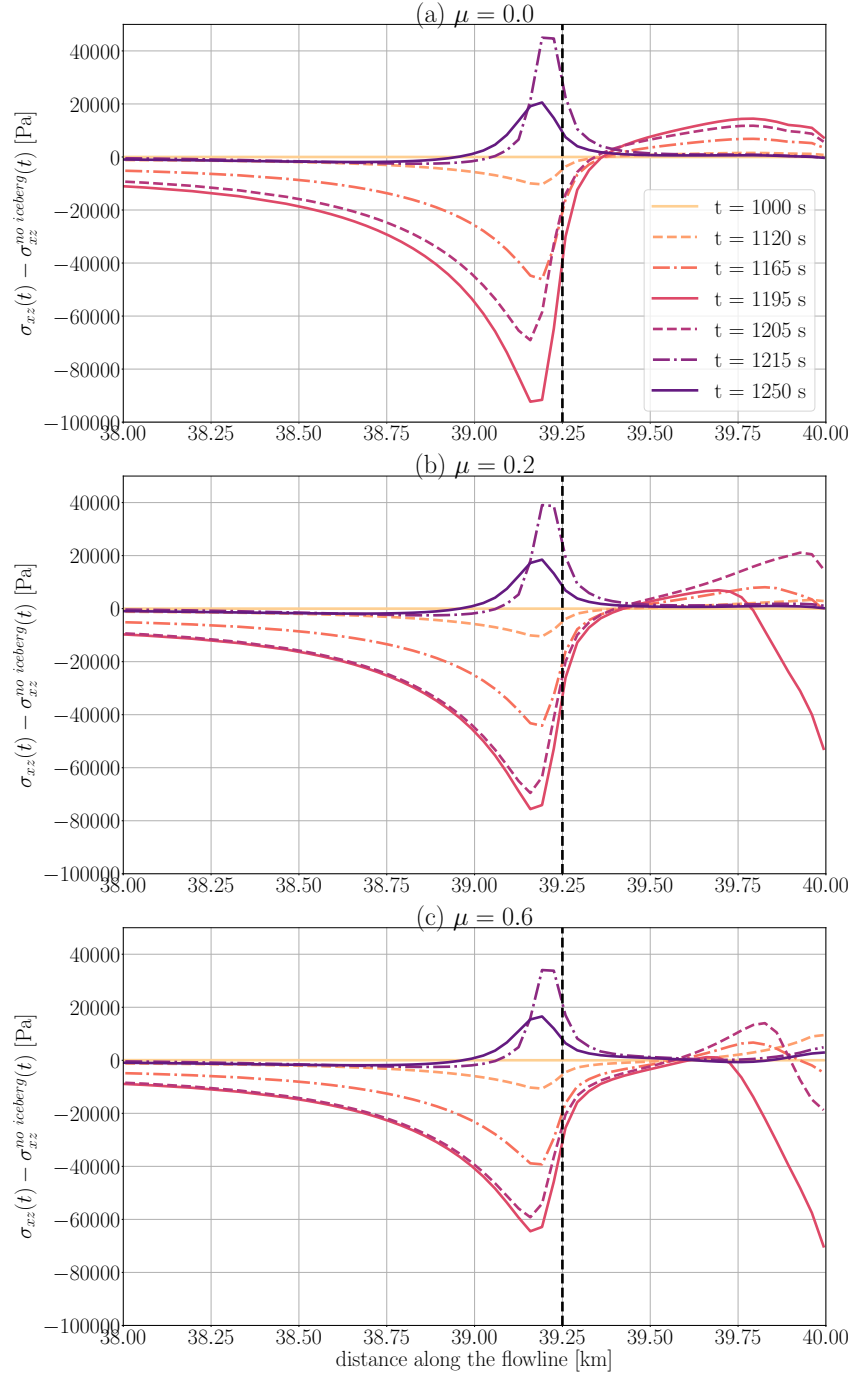 (a) μ = 0.0
σxz(t) − σxz^no iceberg(t) [Pa]
40000
20000
0
−20000
−40000
−60000
−80000
−100000
38.00 38.25 38.50 38.75 39.00 39.25 39.50 39.75 40.00
t = 1000 s
t = 1120 s
t = 1165 s
t = 1195 s
t = 1205 s
t = 1215 s
t = 1250 s
(b) μ = 0.2
σxz(t) − σxz^no iceberg(t) [Pa]
40000
20000
0
−20000
−40000
−60000
−80000
−100000
38.00 38.25 38.50 38.75 39.00 39.25 39.50 39.75 40.00
(c) μ = 0.6
σxz(t) − σxz^no iceberg(t) [Pa]
40000
20000
0
−20000
−40000
−60000
−80000
−100000
38.00 38.25 38.50 38.75 39.00 39.25 39.50 39.75 40.00
distance along the flowline [km]